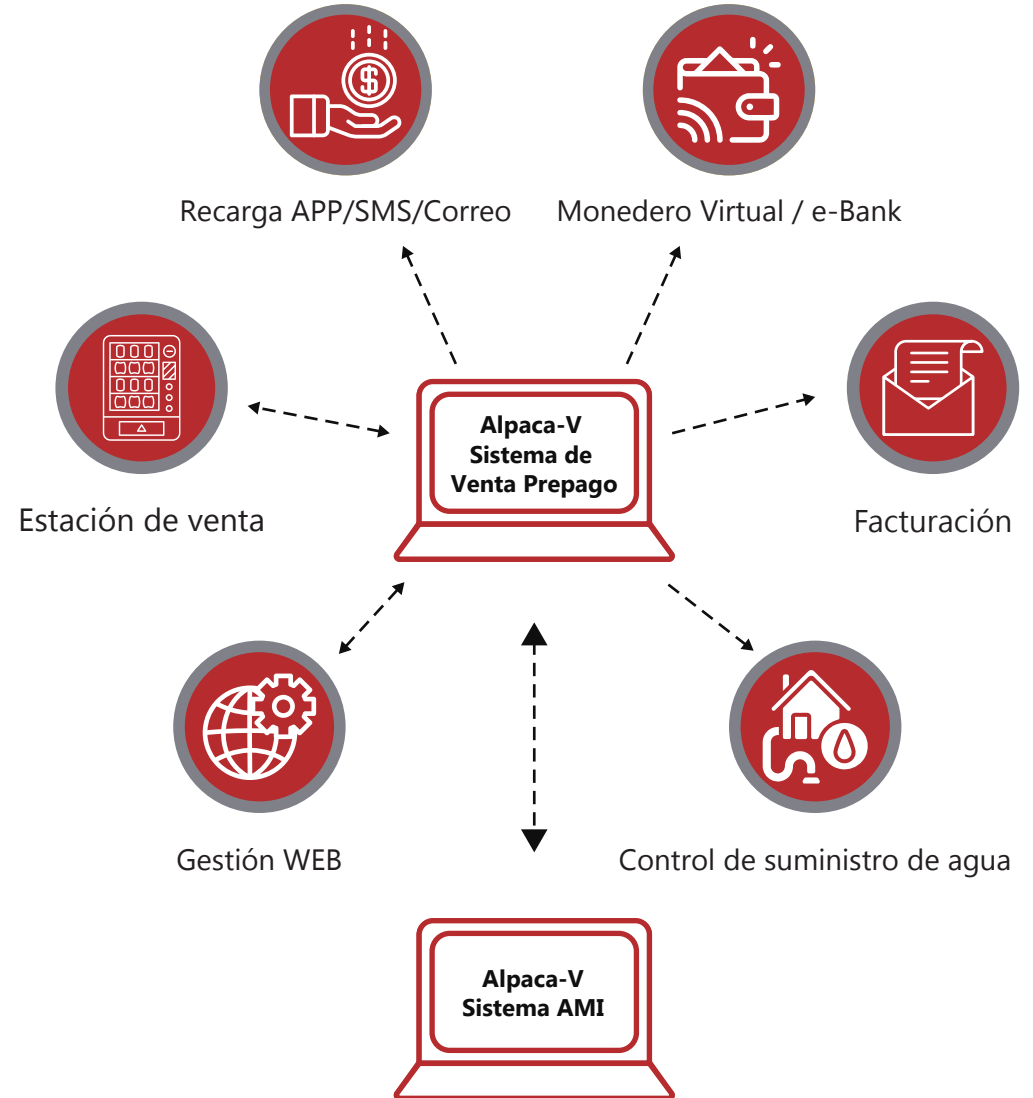 $
Recarga APP/SMS/Correo
Monedero Virtual / e-Bank
Alpaca-V
Sistema de
Venta Prepago
Estación de venta
Facturación
Gestión WEB
Control de suministro de agua
Alpaca-V
Sistema AMI